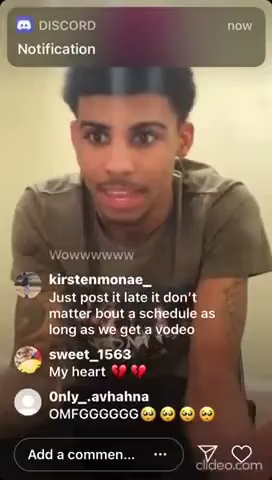 DISCORD
now
Notification
Wowwwwww
kirstenmonae_
Just post it late it don't
matter bout a schedule as
long as we get a vodeo
sweet_1563
My heart 💔💔
0nly_.avhahna
OMFGGGGGG🥺🥺🥺🥺
Add a commen...
clideo.com